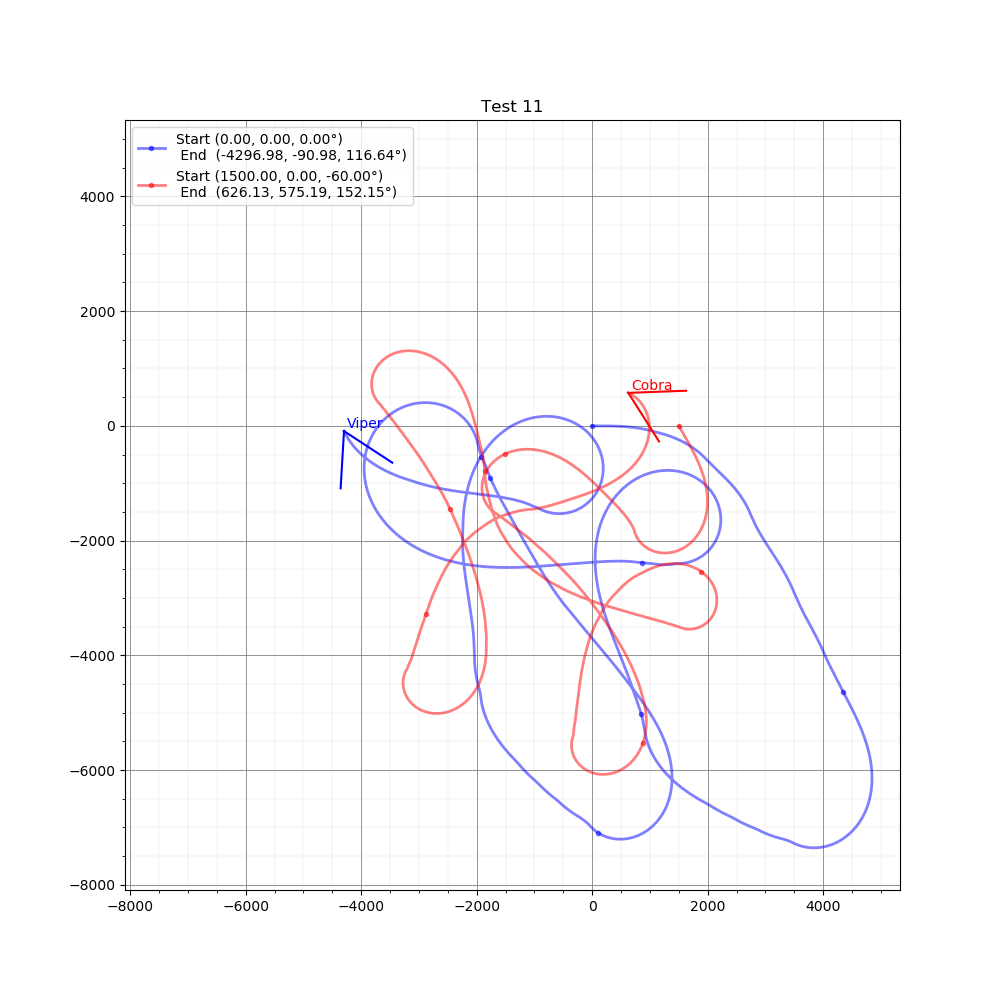 Test 11
Start (0.00, 0.00, 0.00°)
End (-4296.98, -90.98, 116.64°)
Start (1500.00, 0.00, -60.00°)
End (626.13, 575.19, 152.15°)
4000
2000
Cobra
Viper
0
−2000
−4000
−6000
−8000
−8000 −6000 −4000 −2000 0 2000 4000